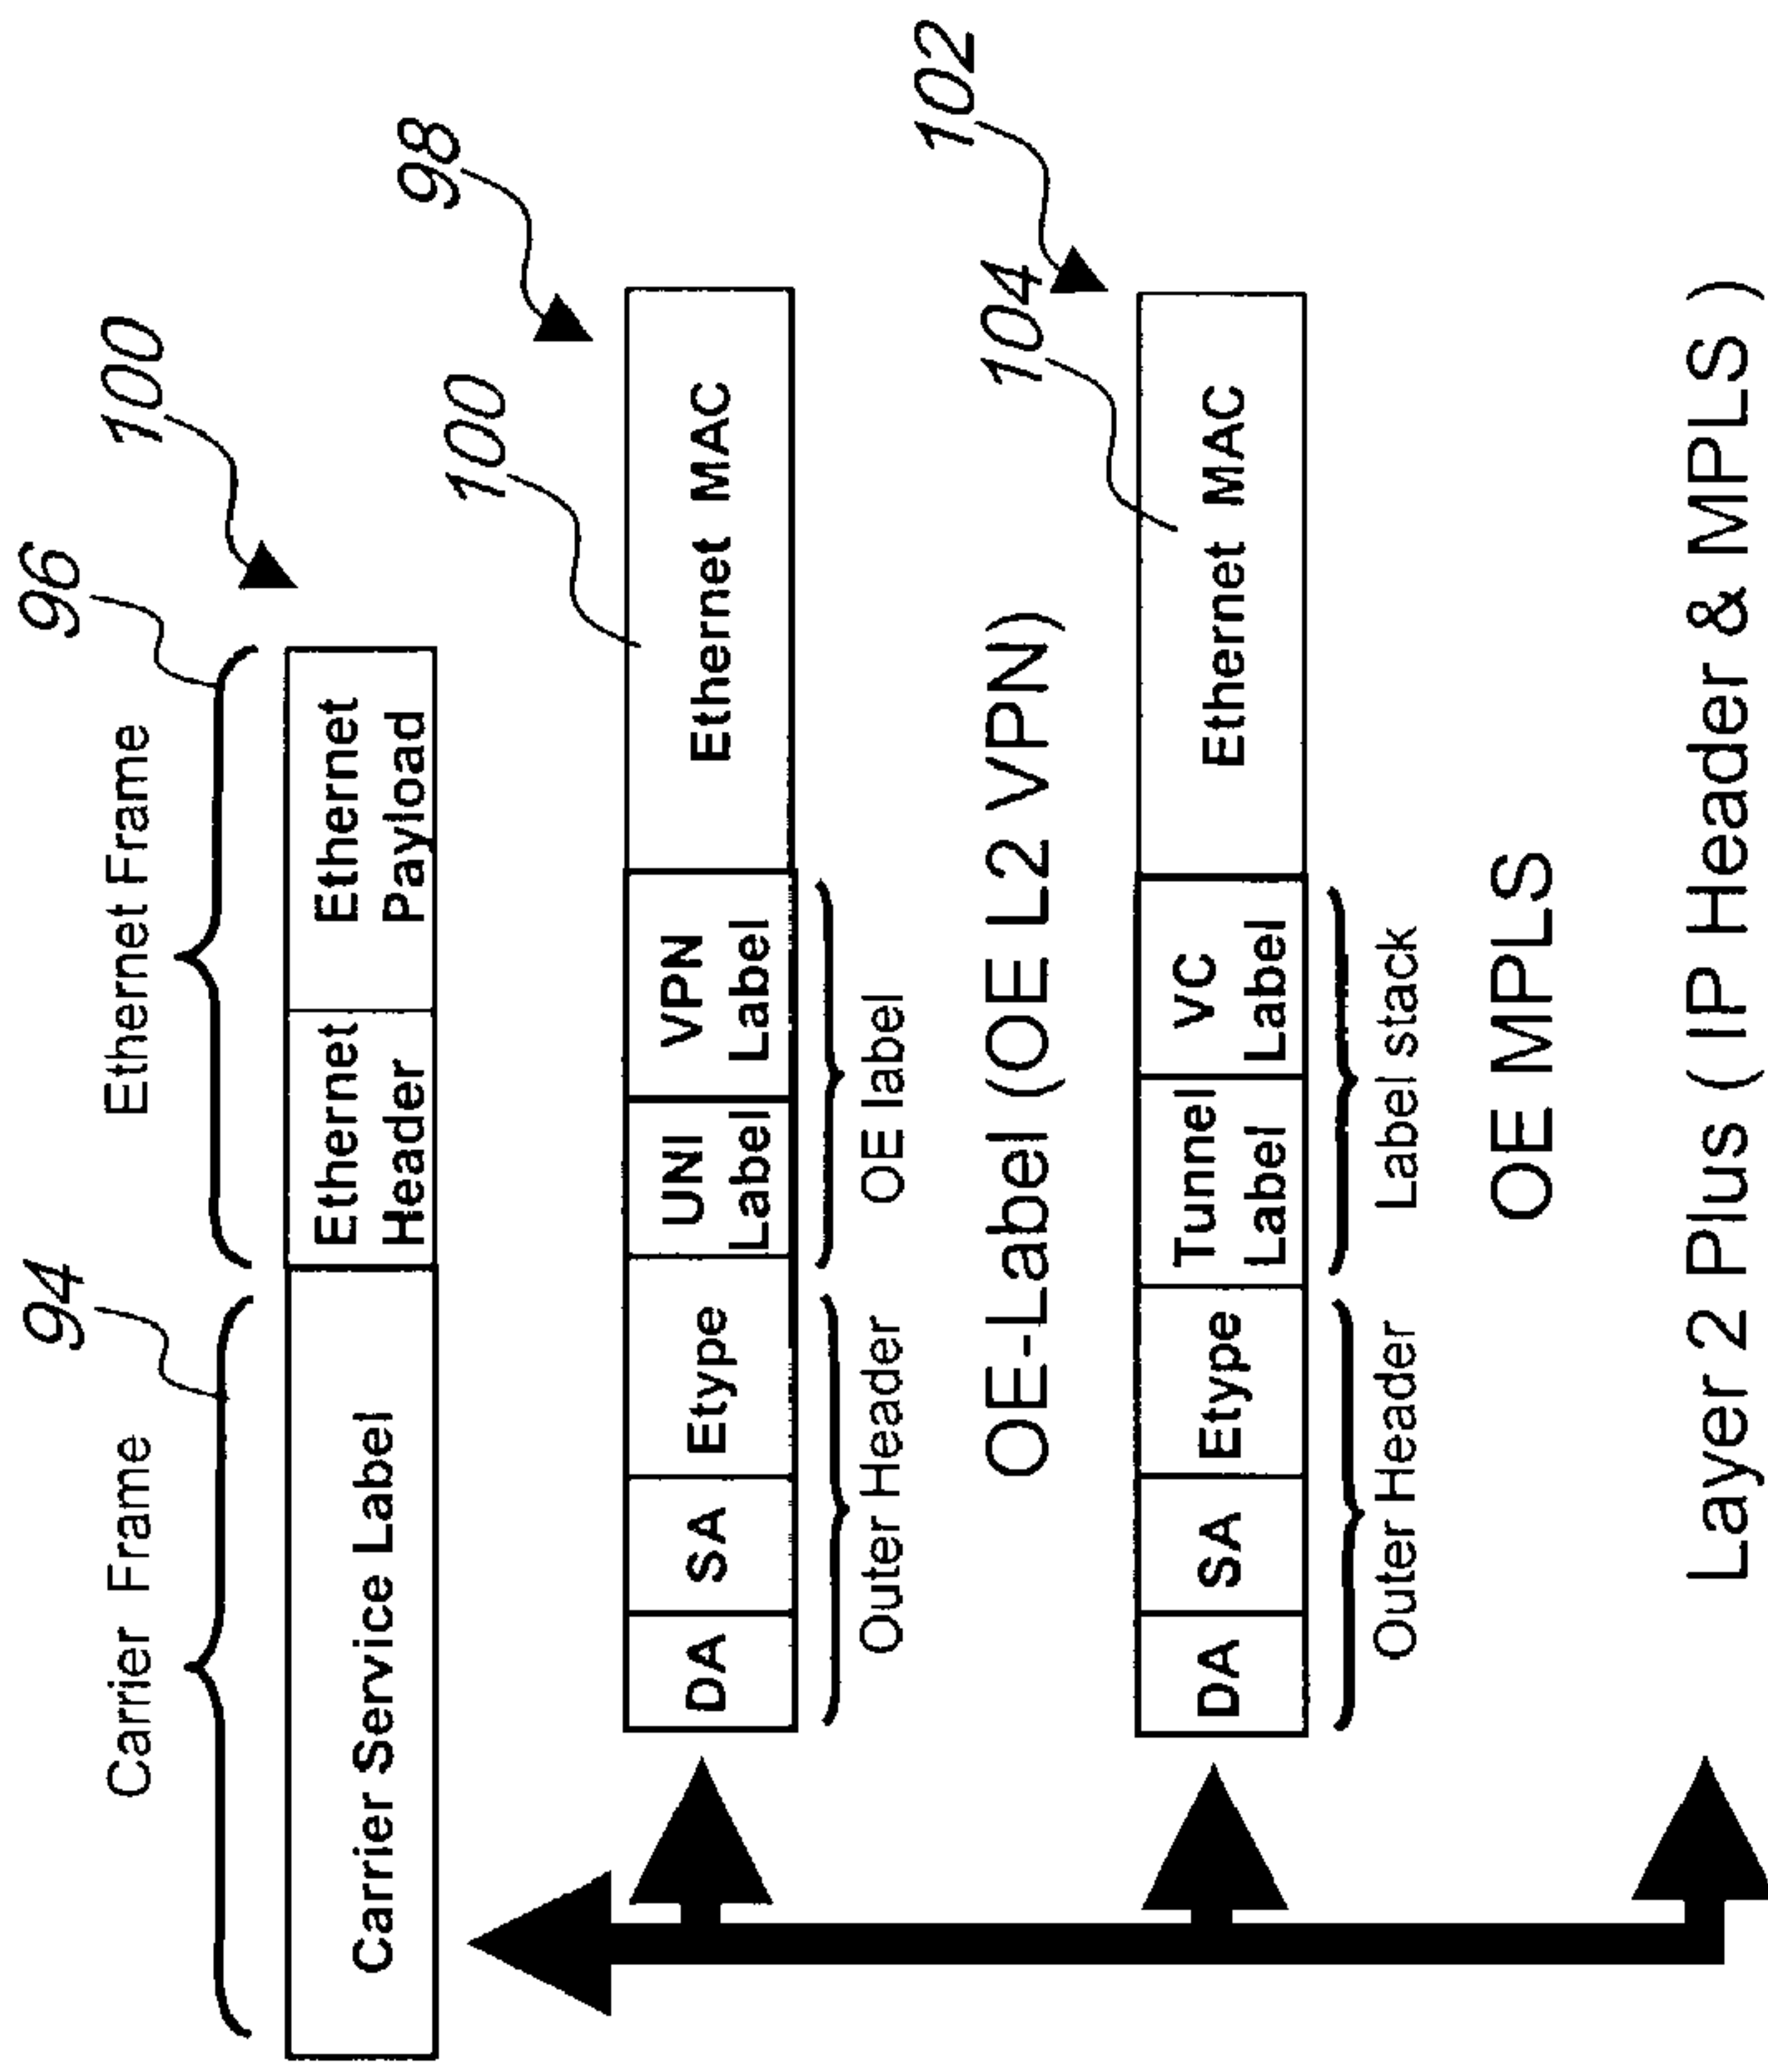 94
96
100
Carrier Frame
Ethernet Frame
Carrier Service Label
Ethernet
Header
Ethernet
Payload
98
100
DA
SA
Etype
UNI
Label
VPN
Label
Ethernet MAC
Outer Header
OE label
OE-Label (OE L2 VPN)
102
104
DA
SA
Etype
Tunnel
Label
VC
Label
Ethernet MAC
Outer Header
Label stack
OE MPLS
Layer 2 Plus ( IP Header & MPLS )